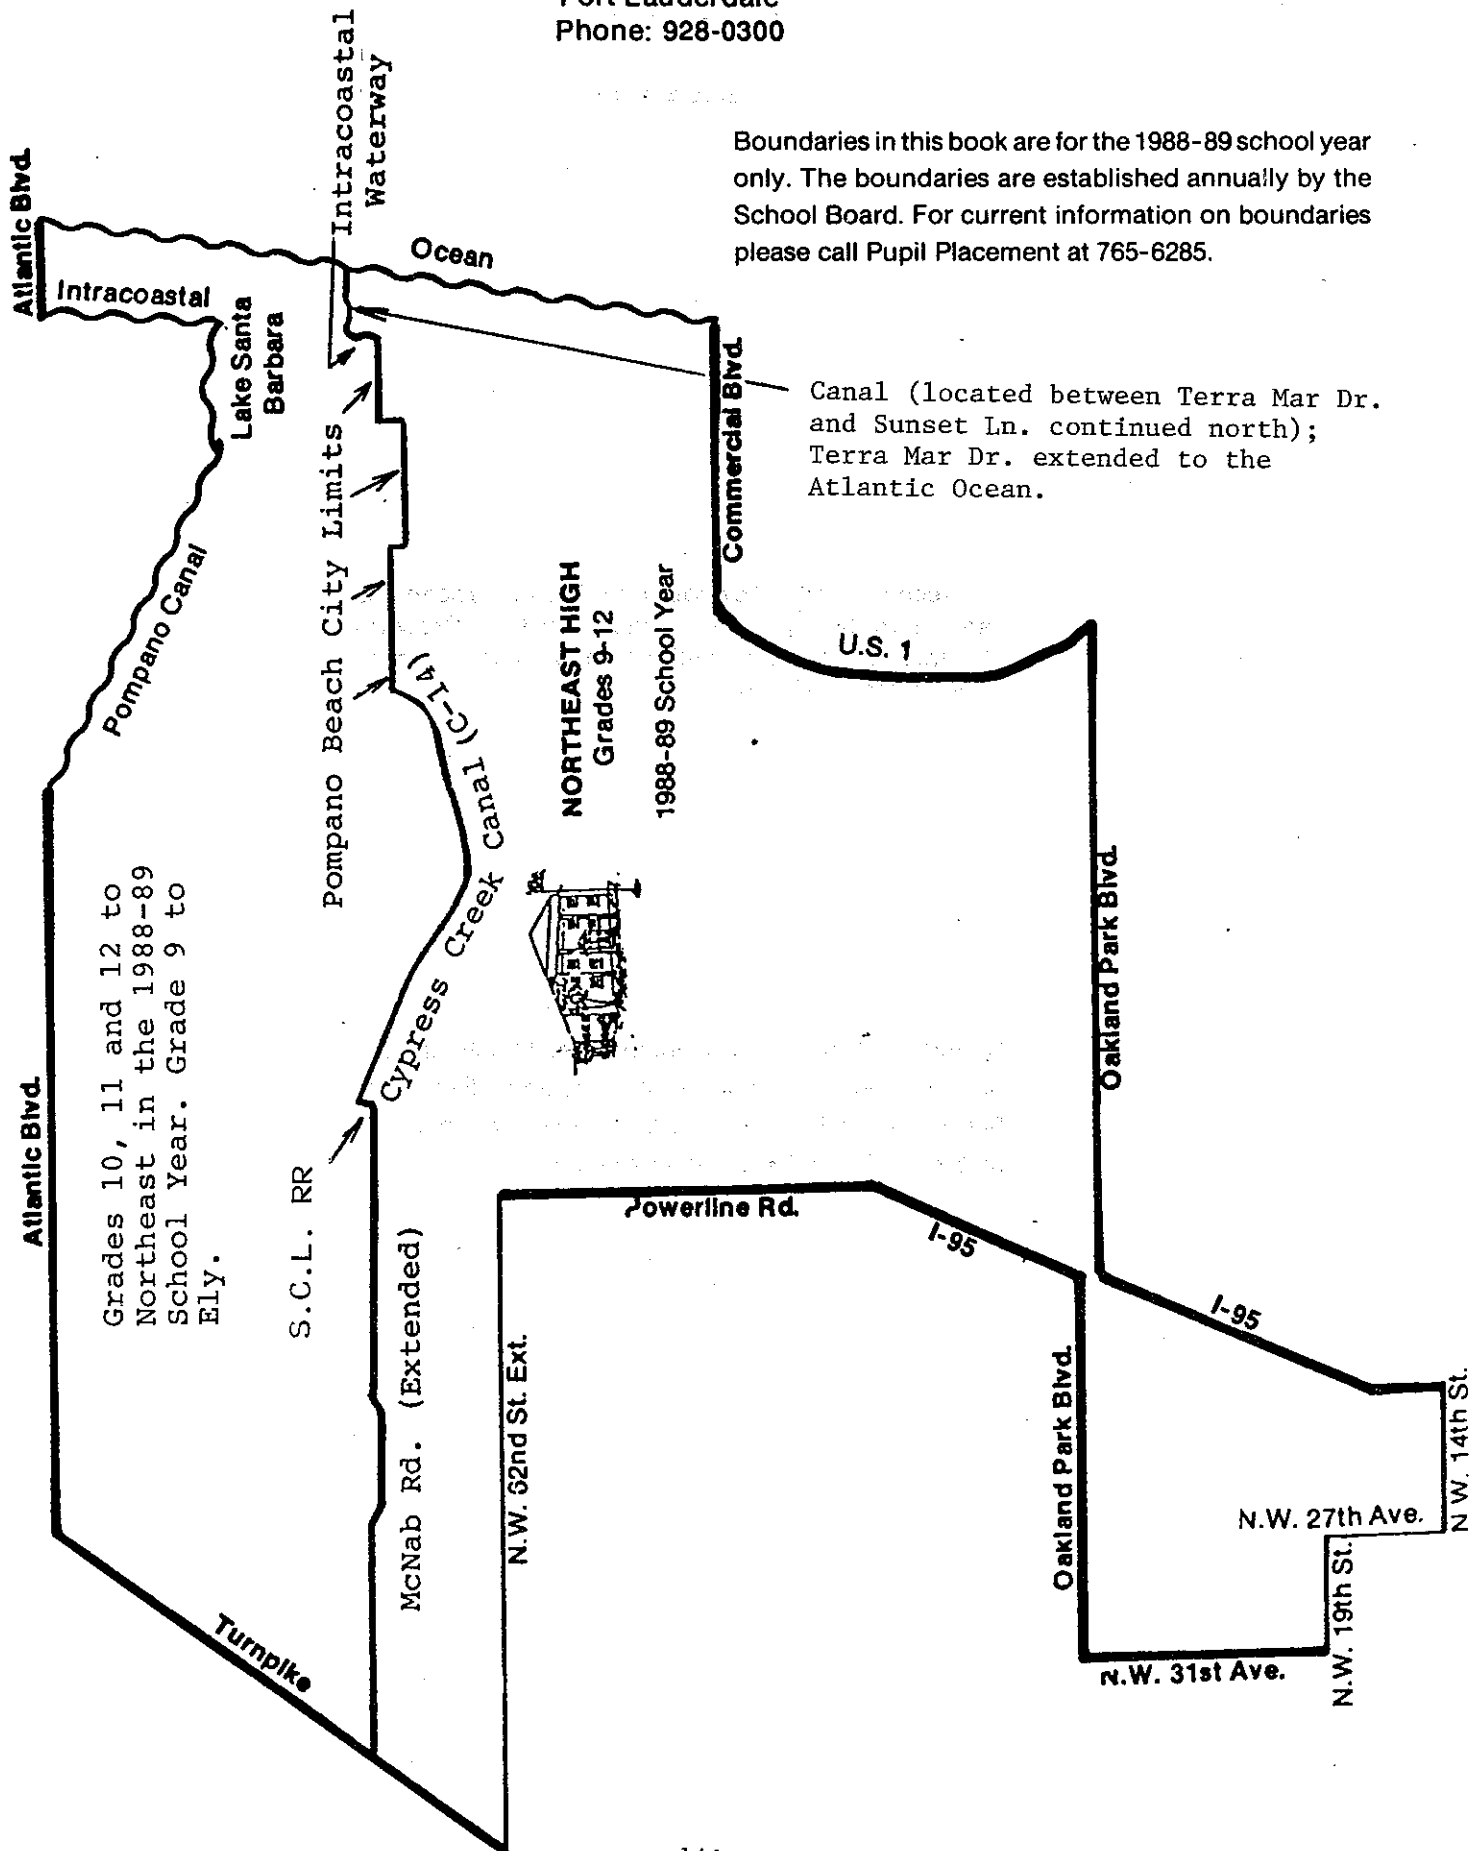 Fort Lauderdale
Phone: 928-0300
Boundaries in this book are for the 1988-89 school year
only. The boundaries are established annually by the
School Board. For current information on boundaries
please call Pupil Placement at 765-6285.
Intracoastal
Waterway
Atlantic Blvd.
Intracoastal
Ocean
Lake Santa
Barbara
Canal (located between Terra Mar Dr.
and Sunset Ln. continued north);
Terra Mar Dr. extended to the
Atlantic Ocean.
Commercial Blvd.
Pompano Canal
Pompano Beach City Limits
NORTHEAST HIGH
Grades 9-12
1988-89 School Year
U.S. 1
Cypress Creek Canal (C-14)
Atlantic Blvd.
Grades 10, 11 and 12 to
Northeast in the 1988-89
School Year. Grade 9 to
Ely.
S.C.L. RR
McNab Rd. (Extended)
Oakland Park Blvd.
Powerline Rd.
I-95
I-95
N.W. 62nd St. Ext.
Turnpike
Oakland Park Blvd.
N.W. 27th Ave.
N.W. 14th St.
N.W. 31st Ave.
N.W. 19th St.